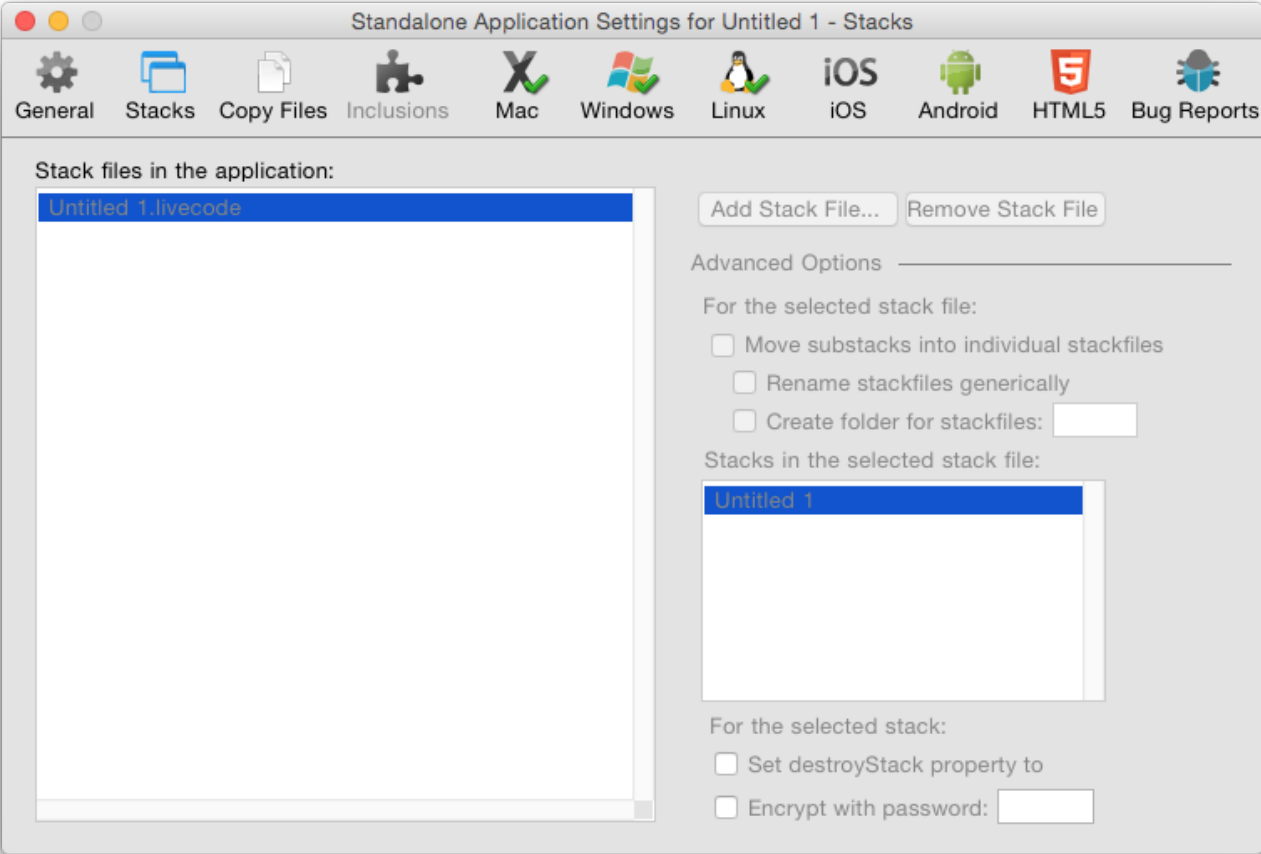 Standalone Application Settings for Untitled 1 - Stacks
iOS 5
General Stacks Copy Files Inclusions Mac Windows Linux iOS Android HTML5 Bug Reports
Stack files in the application:
Untitled 1.livecode
Add Stack File... Remove Stack File
Advanced Options
For the selected stack file:
Move substacks into individual stackfiles
Rename stackfiles generically
Create folder for stackfiles:
Stacks in the selected stack file:
Untitled 1
For the selected stack:
Set destroyStack property to
Encrypt with password: